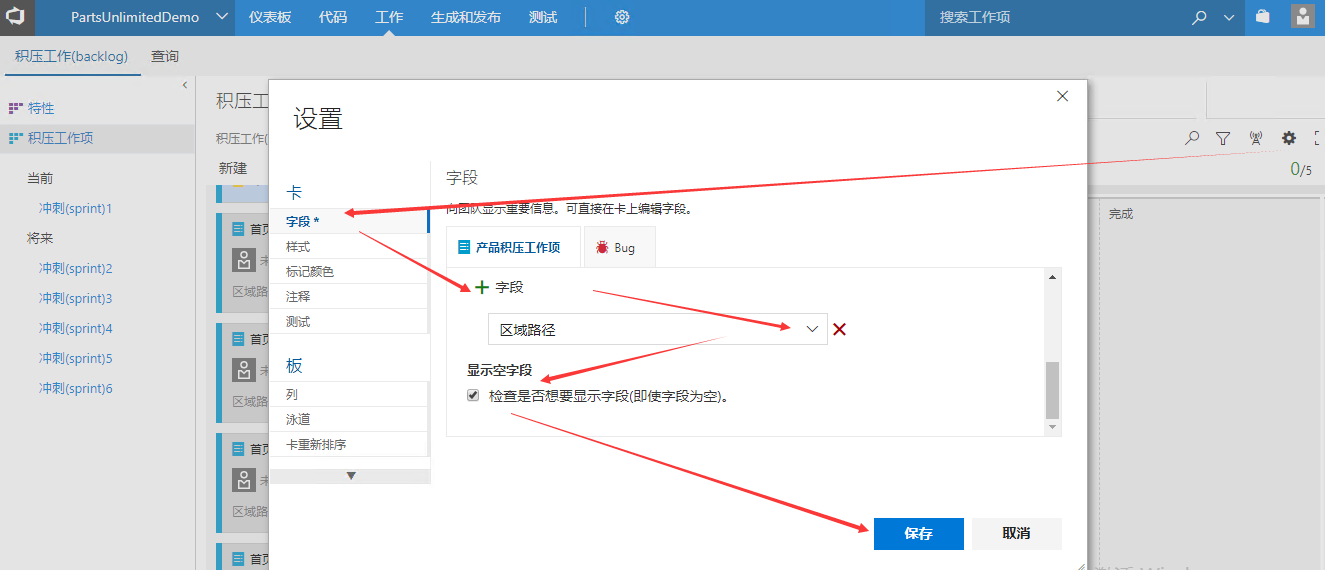 PartsUnlimitedDemo 仪表板 代码 工作 生成和发布 测试 搜索工作项
积压工作(backlog) 查询
特性
积压工作项
当前
冲刺(sprint)1
将来
冲刺(sprint)2
冲刺(sprint)3
冲刺(sprint)4
冲刺(sprint)5
冲刺(sprint)6
积压工
积压工作(
新建
首页
区域路
首页
区域路
首页
区域路
首页
设置
卡
字段 *
样式
标记颜色
注释
测试
板
列
泳道
卡重新排序
字段
向团队显示重要信息。可直接在卡上编辑字段。
产品积压工作项 Bug
字段
区域路径
显示空字段
检查是否想要显示字段(即使字段为空)。
保存 取消
0/5
完成